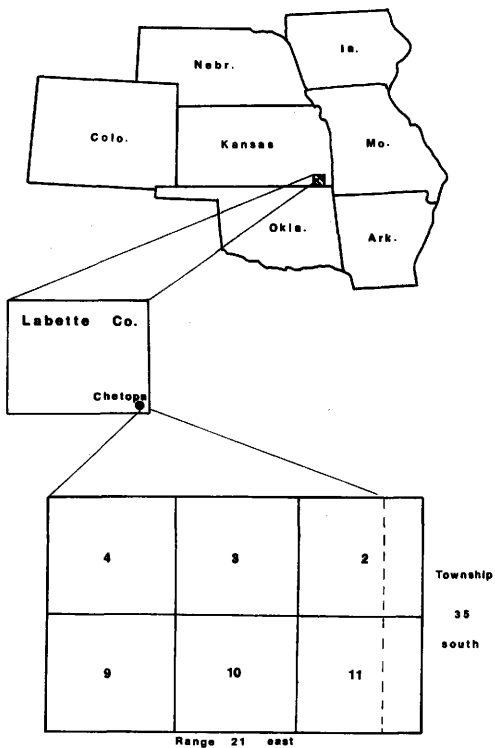 Ia.
Nebr.
Colo.
Kansas
Mo.
Okla.
Ark.
Labette Co.
Chetopa
4 3 2
Township
35
south
9 10 11
Range 21 east